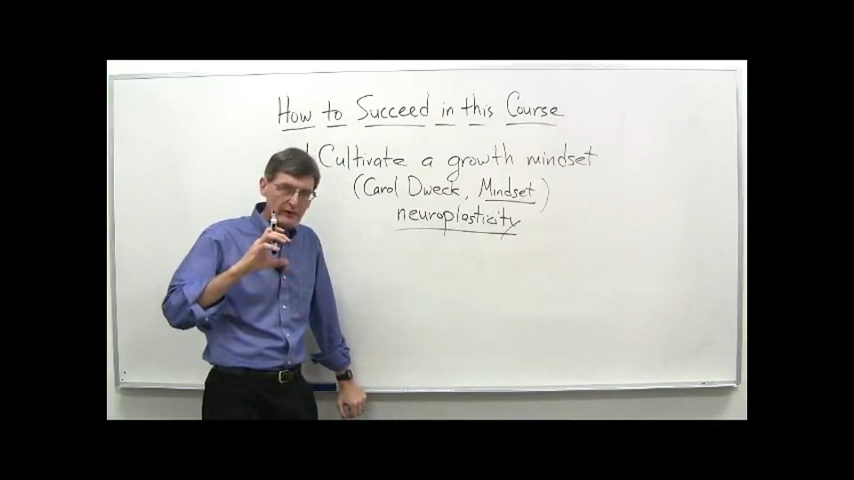 How to Succeed in this Course
Cultivate a growth mindset
(Carol Dweck, Mindset)
neuroplasticity